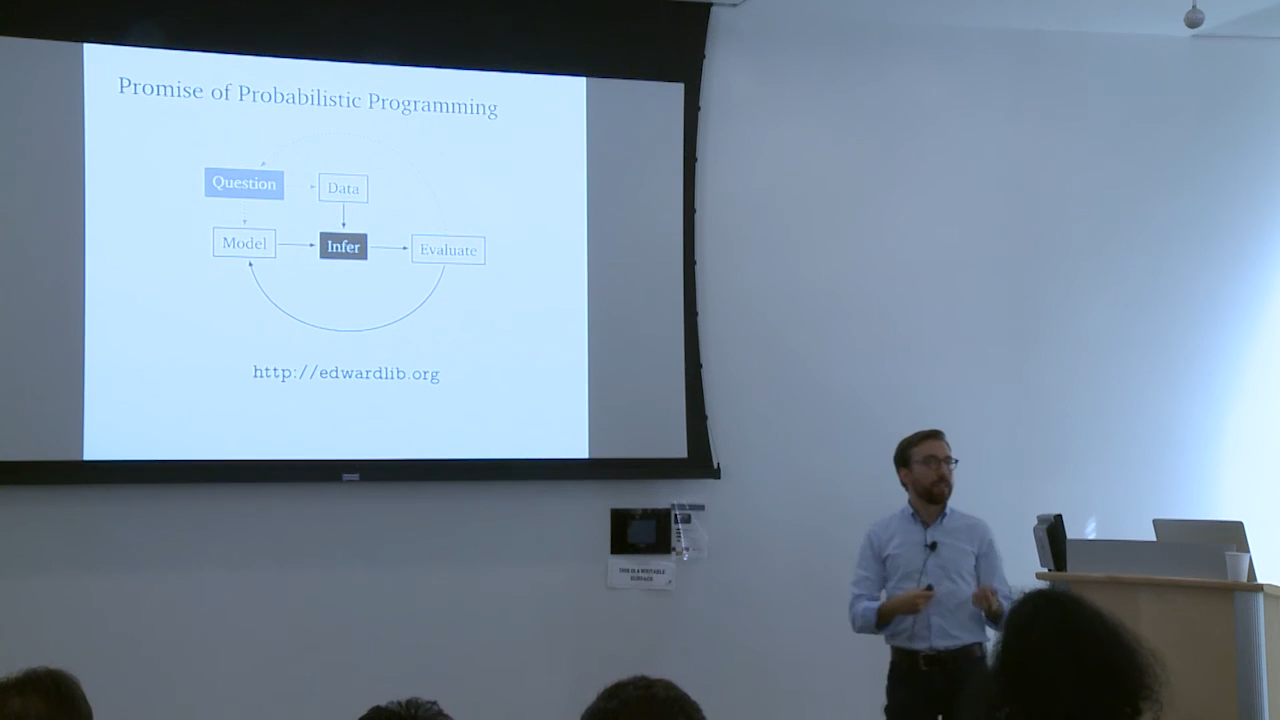 Promise of Probabilistic Programming
Question
Data
Model
Infer
Evaluate
http://edwardlib.org
THIS IS A WRITABLE
SURFACE